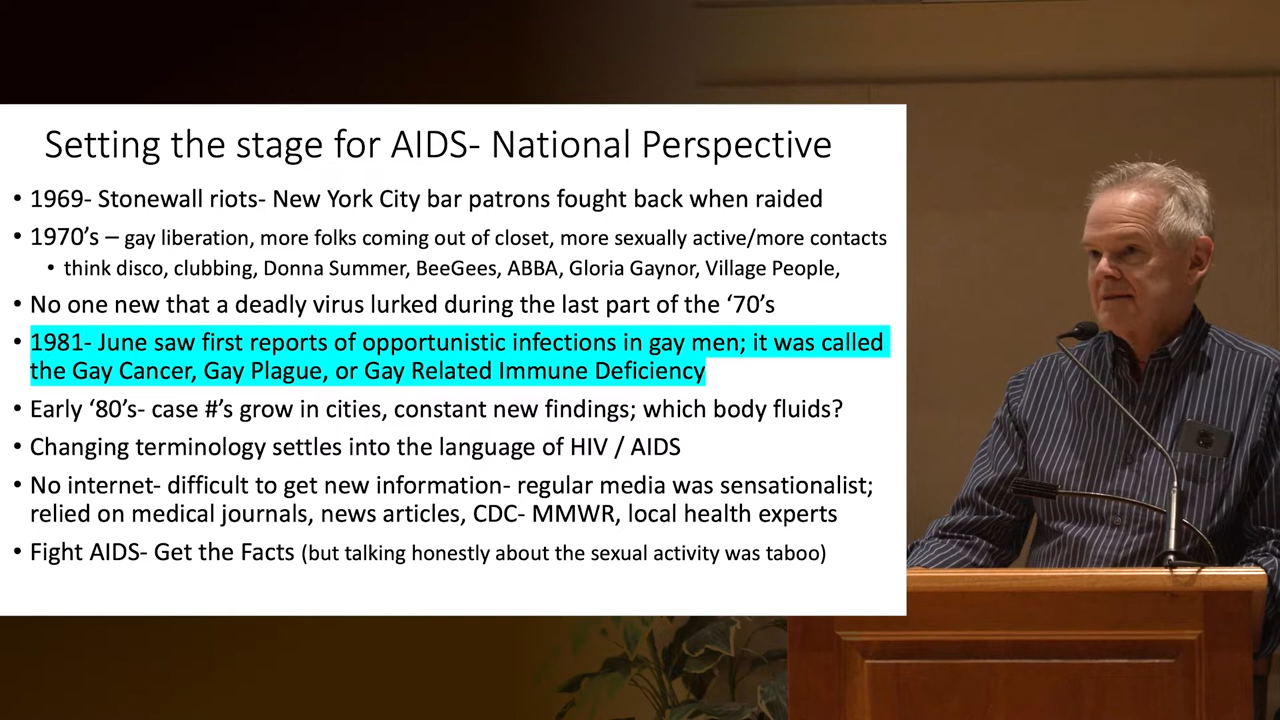 Setting the stage for AIDS- National Perspective
• 1969- Stonewall riots- New York City bar patrons fought back when raided
• 1970’s – gay liberation, more folks coming out of closet, more sexually active/more contacts
• think disco, clubbing, Donna Summer, BeeGees, ABBA, Gloria Gaynor, Village People,
• No one new that a deadly virus lurked during the last part of the ‘70’s
• 1981- June saw first reports of opportunistic infections in gay men; it was called
the Gay Cancer, Gay Plague, or Gay Related Immune Deficiency
• Early ‘80’s- case #’s grow in cities, constant new findings; which body fluids?
• Changing terminology settles into the language of HIV / AIDS
• No internet- difficult to get new information- regular media was sensationalist;
relied on medical journals, news articles, CDC- MMWR, local health experts
• Fight AIDS- Get the Facts (but talking honestly about the sexual activity was taboo)